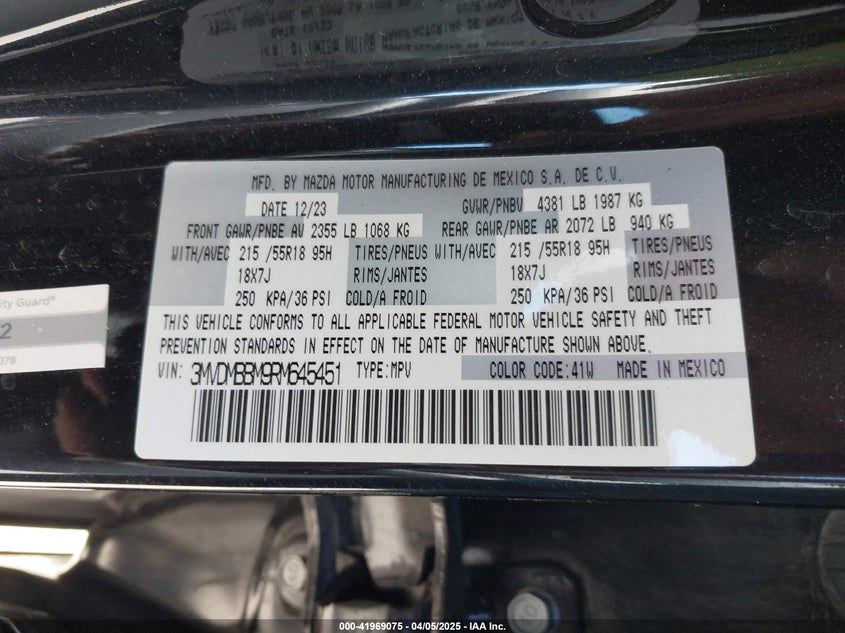 MFD. BY MAZDA MOTOR MANUFACTURING DE MEXICO S.A. DE C.V.
DATE 12/23 GVWR/PNBV 4381 LB 1987 KG
FRONT GAWR/PNBE AV 2355 LB 1068 KG REAR GAWR/PNBE AR 2072 LB 940 KG
WITH/AVEC 215 /55R18 95H TIRES/PNEUS WITH/AVEC 215 /55R18 95H TIRES/PNEUS
18X7J RIMS/JANTES 18X7J RIMS/JANTES
250 KPA/36 PSI COLD/A FROID 250 KPA/36 PSI COLD/A FROID
THIS VEHICLE CONFORMS TO ALL APPLICABLE FEDERAL MOTOR VEHICLE SAFETY AND THEFT
PREVENTION STANDARDS IN EFFECT ON THE DATE OF MANUFACTURE SHOWN ABOVE.
VIN: 3MVDMBBM9RM645451 TYPE:MPV COLOR CODE:41W MADE IN MEXICO
ity Guard®
2
078
000-41969075 - 04/05/2025 - IAA Inc.